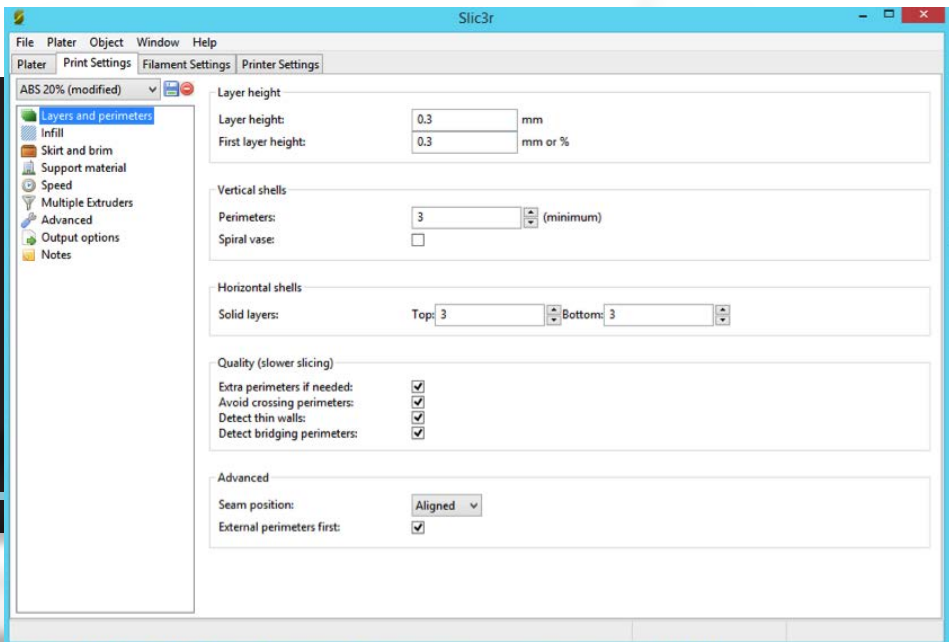 Slic3r
File Plater Object Window Help
Plater Print Settings Filament Settings Printer Settings
ABS 20% (modified)
Layers and perimeters
Infill
Skirt and brim
Support material
Speed
Multiple Extruders
Advanced
Output options
Notes
Layer height
Layer height: 0.3 mm
First layer height: 0.3 mm or %
Vertical shells
Perimeters: 3 (minimum)
Spiral vase:
Horizontal shells
Solid layers: Top: 3 Bottom: 3
Quality (slower slicing)
Extra perimeters if needed:
Avoid crossing perimeters:
Detect thin walls:
Detect bridging perimeters:
Advanced
Seam position: Aligned
External perimeters first: